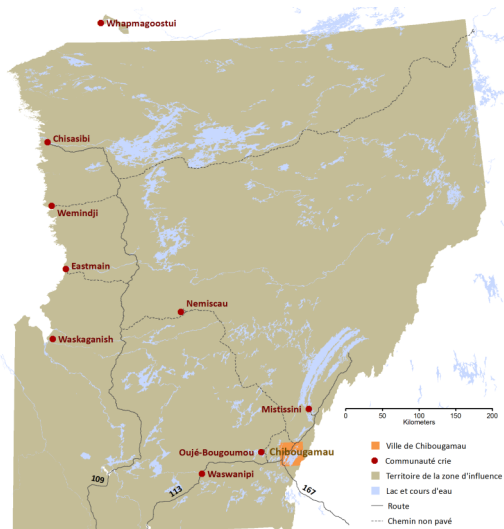 Whapmagoostui
Chisasibi
Wemindji
Eastmain
Nemiscau
Waskaganish
Mistissini
Oujé-Bougoumou
Chibougamau
Waswanipi
109
113
167
0 50 100 150 200
Kilometers
Ville de Chibougamau
Communauté crie
Territoire de la zone d'influence
Lac et cours d'eau
Route
Chemin non pavé